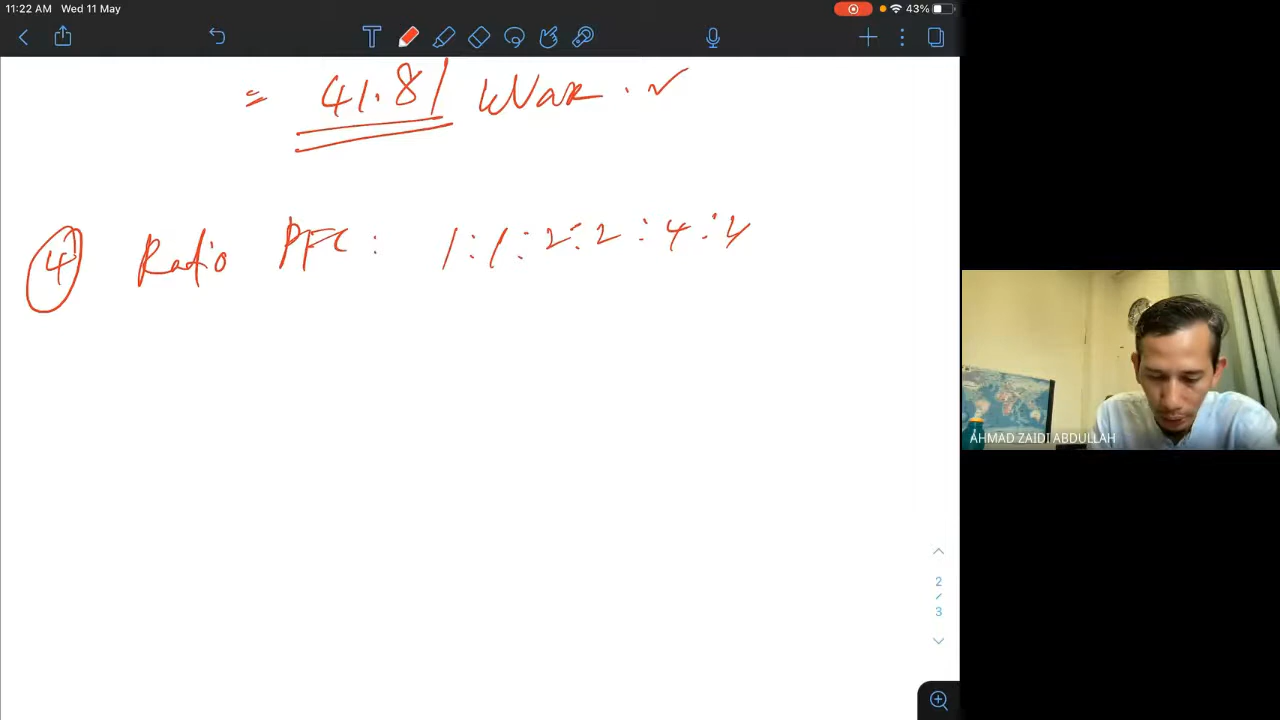 11:22 AM Wed 11 May
43%
= 41.81 kVar. ✓
④ Ratio PFC: 1:1:2:2:4:4
AHMAD ZAIDI ABDULLAH
2
/
3